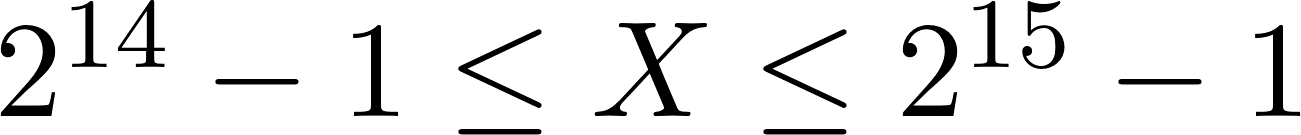 $2^{14} - 1 \leq X \leq 2^{15} - 1$